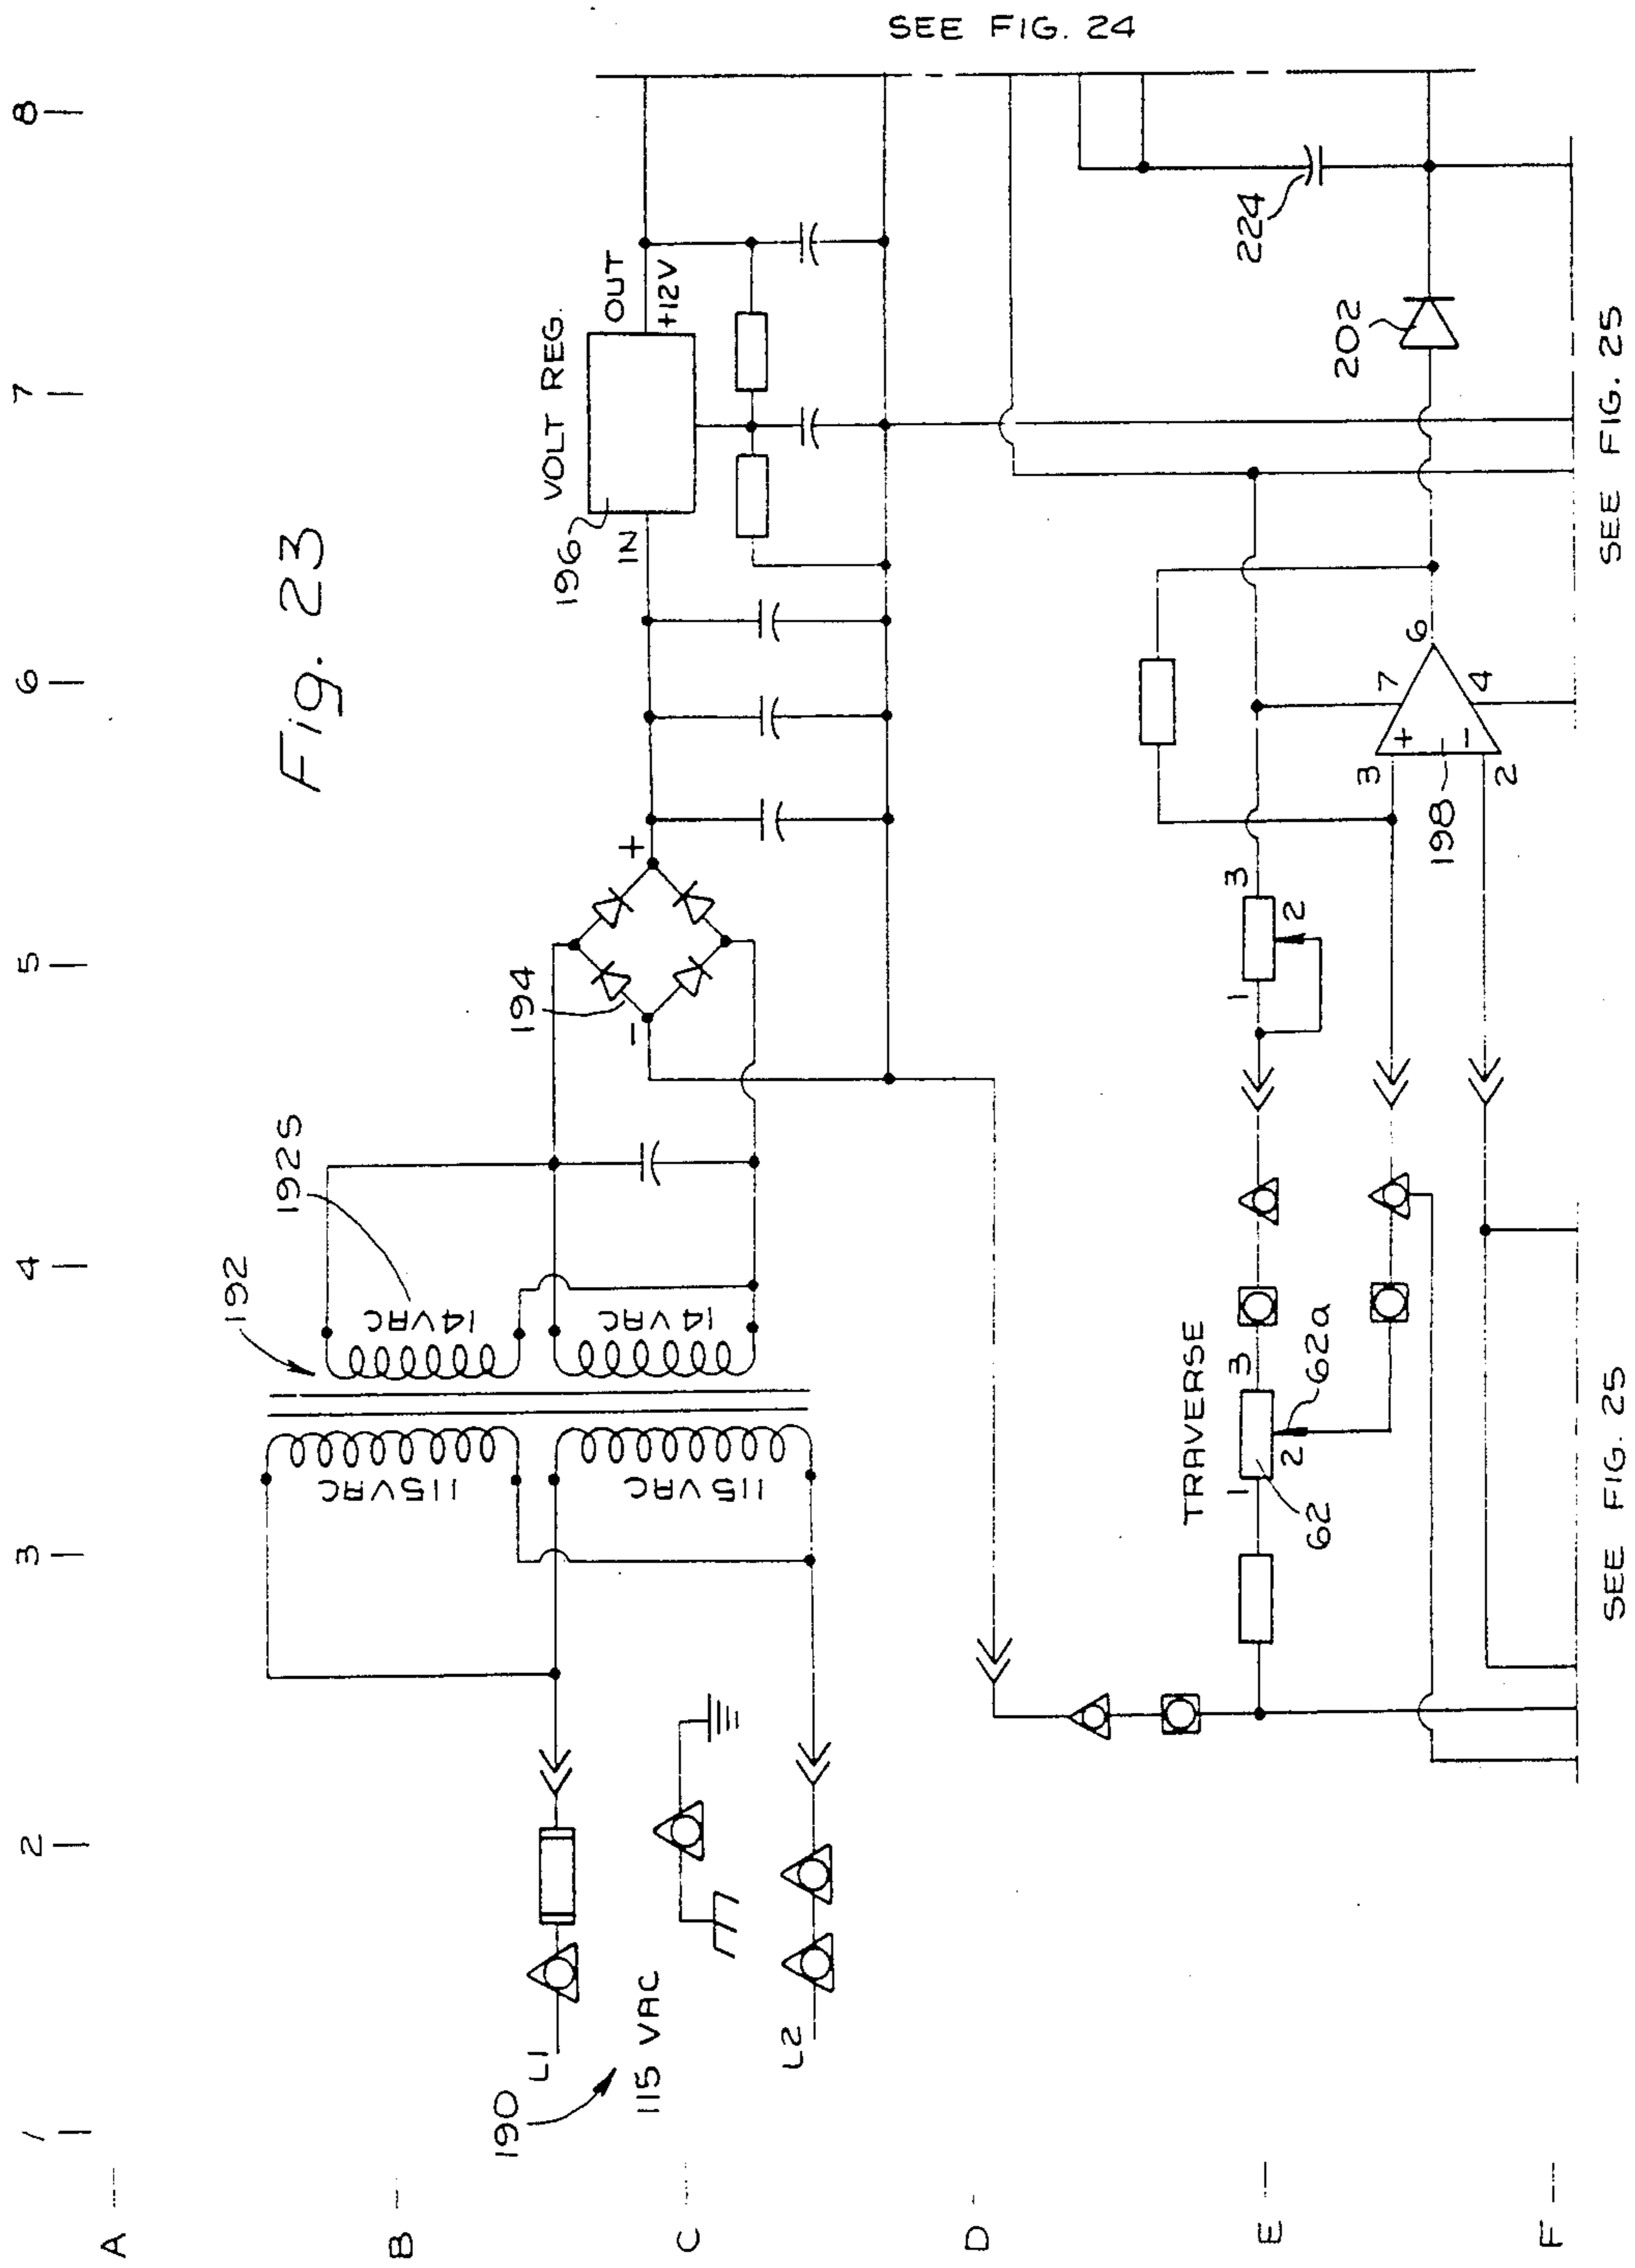 Fig. 23
1 2 3 4 5 6 7 8
A
B
C
D
E
F
192
192S
115VAC
14VAC
115VAC
14VAC
194
+
−
VOLT REG.
196
IN
OUT
+12V
190
L1
115 VAC
L2
TRAVERSE
1 3
2
62
62a
1 3
2
3
+
7
6
198
−
2
4
202
224
SEE FIG. 24
SEE FIG. 25
SEE FIG. 25